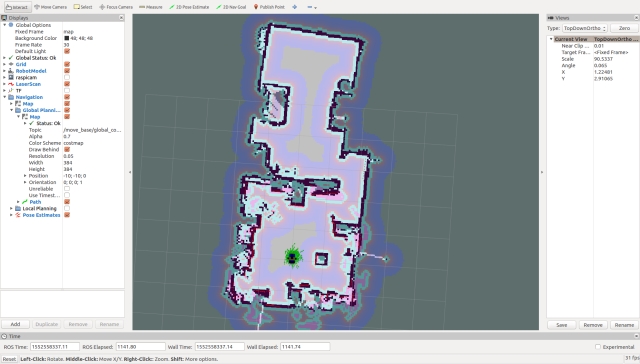 Interact Move Camera Select Focus Camera Measure 2D Pose Estimate 2D Nav Goal Publish Point
Displays
Global Options
Fixed Frame map
Background Color 48; 48; 48
Frame Rate 30
Default Light
Global Status: Ok
Grid
RobotModel
raspicam
LaserScan
TF
Navigation
Map
Global Planni...
Map
Status: Ok
Topic /move_base/global_co...
Alpha 0.7
Color Scheme costmap
Draw Behind
Resolution 0.05
Width 384
Height 384
Position -10; -10; 0
Orientation 0; 0; 0; 1
Unreliable
Use Timest...
Path
Local Planning
Pose Estimates
Add Duplicate Remove Rename
Views
Type: TopDownOrtho Zero
Current View TopDownOrtho ...
Near Clip ... 0.01
Target Fra... <Fixed Frame>
Scale 90.5337
Angle 0.065
X 1.22481
Y 2.91065
Save Remove Rename
Time
ROS Time: 1552558337.11 ROS Elapsed: 1141.80 Wall Time: 1552558337.14 Wall Elapsed: 1141.74 Experimental
Reset Left-Click: Rotate. Middle-Click: Move X/Y. Right-Click: Zoom. Shift: More options. 31 fps